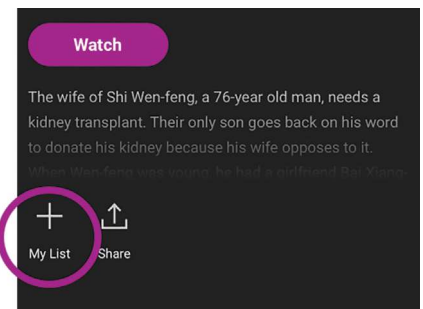 Watch
The wife of Shi Wen-feng, a 76-year old man, needs a
kidney transplant. Their only son goes back on his word
to donate his kidney because his wife opposes to it.
When Wen-feng was young, he had a girlfriend Bai Xiang-
My List
Share